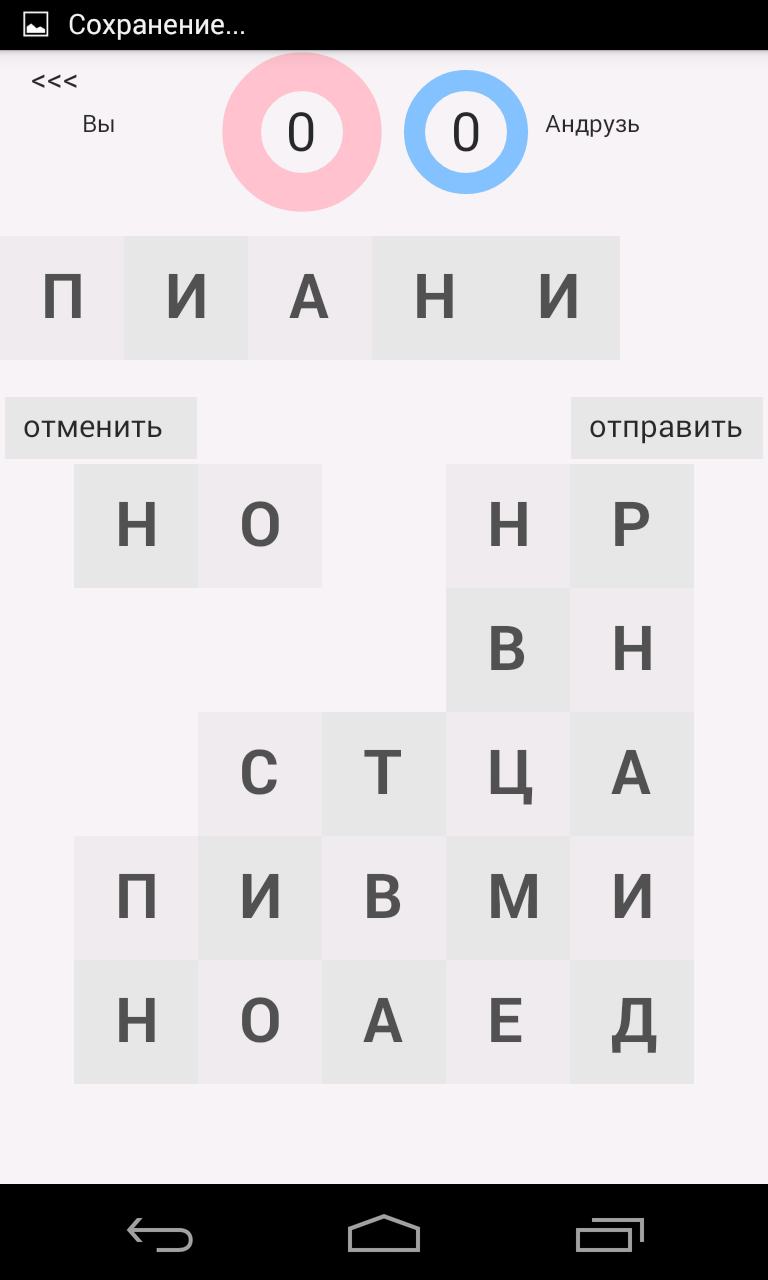 Сохранение...
<<<
Вы 0 0 Андрузь
П И А Н И
отменить отправить
Н О Н Р
В Н
С Т Ц А
П И В М И
Н О А Е Д